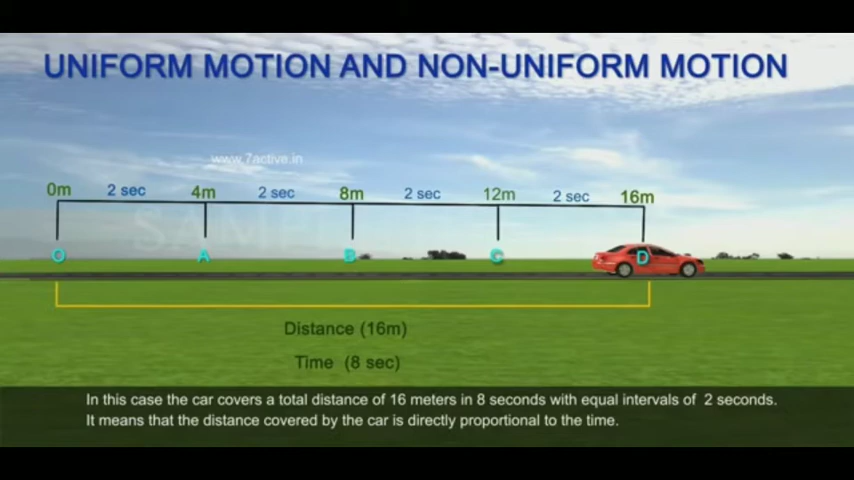 UNIFORM MOTION AND NON-UNIFORM MOTION
www.7active.in
0m 2 sec 4m 2 sec 8m 2 sec 12m 2 sec 16m
O A B C D
Distance (16m)
Time (8 sec)
In this case the car covers a total distance of 16 meters in 8 seconds with equal intervals of 2 seconds.
It means that the distance covered by the car is directly proportional to the time.